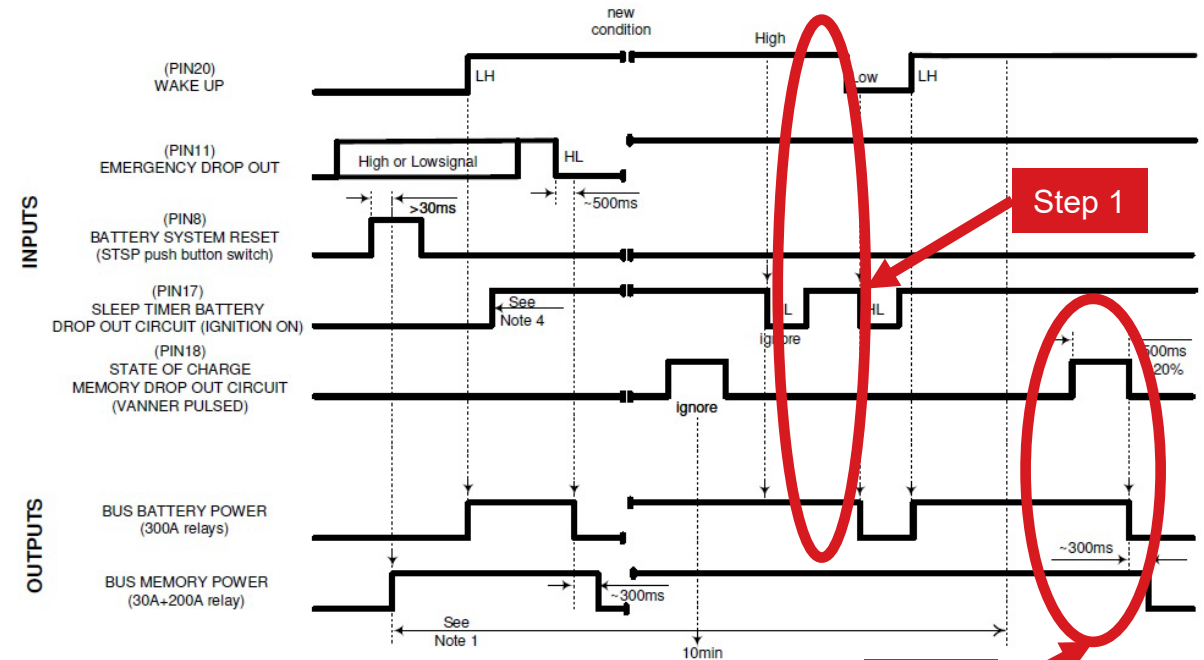 new
condition
High
(PIN20)
WAKE UP
LH
Low
LH
(PIN11)
EMERGENCY DROP OUT
High or Lowsignal
HL
~500ms
INPUTS
(PIN8)
BATTERY SYSTEM RESET
(STSP push button switch)
>30ms
Step 1
(PIN17)
SLEEP TIMER BATTERY
DROP OUT CIRCUIT (IGNITION ON)
See
Note 4
HL
ignore
(PIN18)
STATE OF CHARGE
MEMORY DROP OUT CIRCUIT
(VANNER PULSED)
ignore
500ms
20%
OUTPUTS
BUS BATTERY POWER
(300A relays)
~300ms
BUS MEMORY POWER
(30A+200A relay)
~300ms
See
Note 1
10min